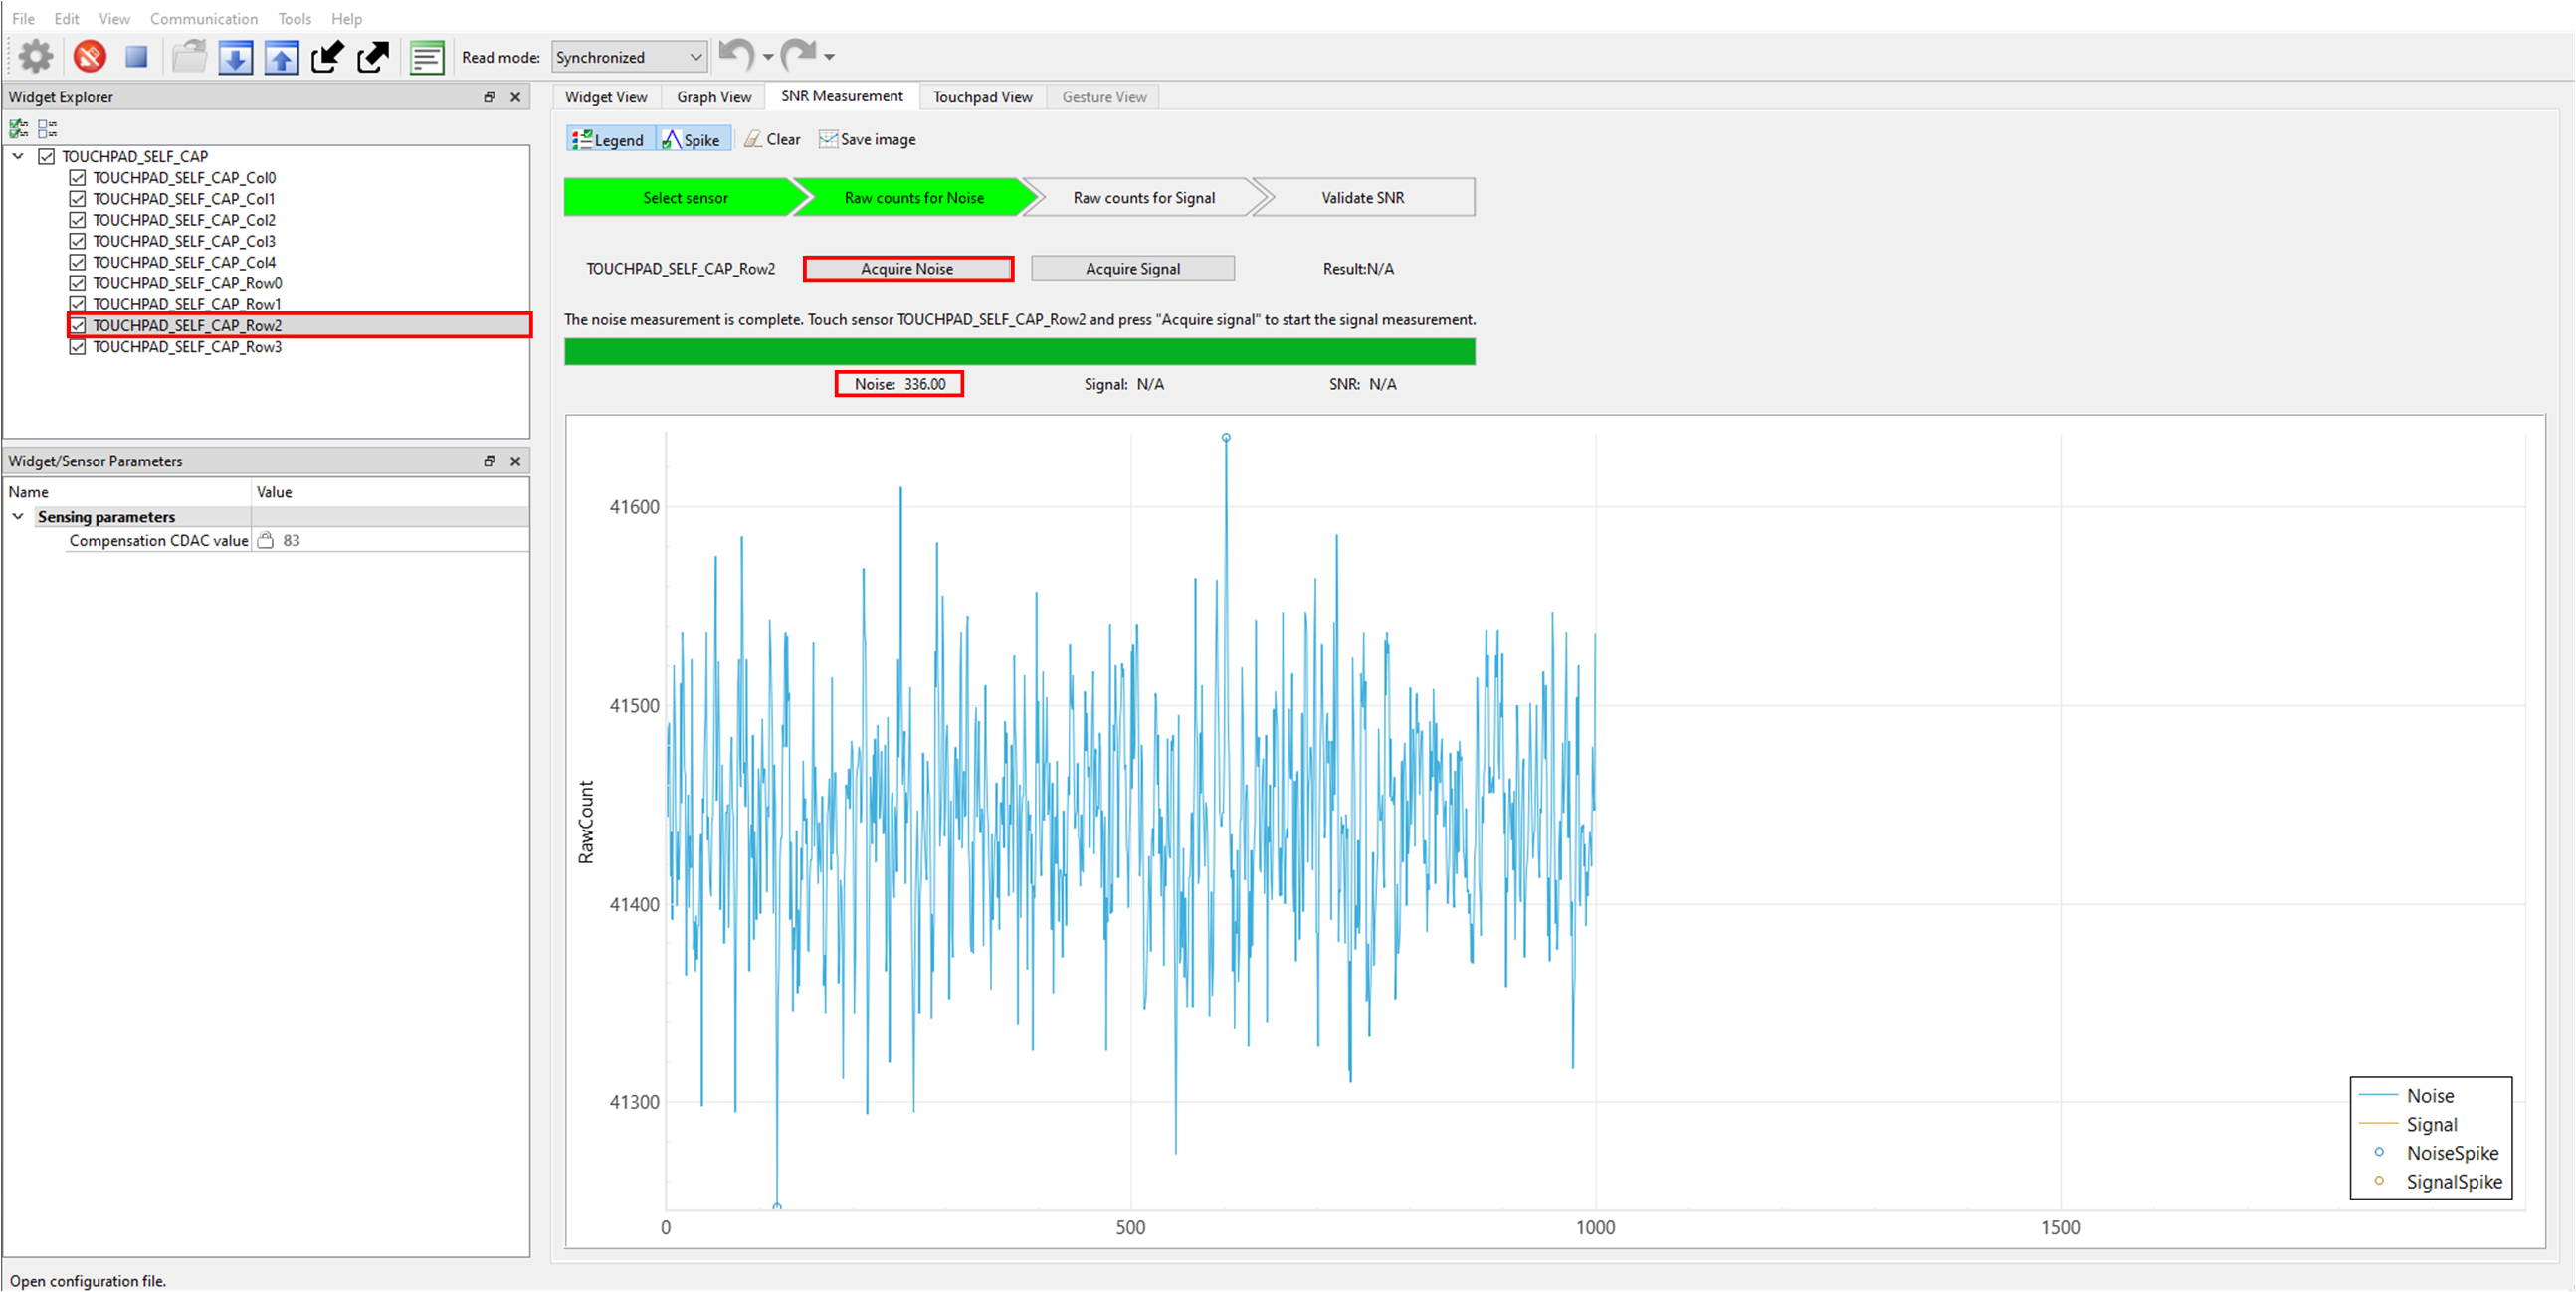 File Edit View Communication Tools Help
Read mode: Synchronized
Widget Explorer
TOUCHPAD_SELF_CAP
TOUCHPAD_SELF_CAP_Col0
TOUCHPAD_SELF_CAP_Col1
TOUCHPAD_SELF_CAP_Col2
TOUCHPAD_SELF_CAP_Col3
TOUCHPAD_SELF_CAP_Col4
TOUCHPAD_SELF_CAP_Row0
TOUCHPAD_SELF_CAP_Row1
TOUCHPAD_SELF_CAP_Row2
TOUCHPAD_SELF_CAP_Row3
Widget/Sensor Parameters
Name Value
Sensing parameters
Compensation CDAC value 83
Widget View Graph View SNR Measurement Touchpad View Gesture View
Legend Spike Clear Save image
Select sensor Raw counts for Noise Raw counts for Signal Validate SNR
TOUCHPAD_SELF_CAP_Row2 Acquire Noise Acquire Signal Result:N/A
The noise measurement is complete. Touch sensor TOUCHPAD_SELF_CAP_Row2 and press "Acquire signal" to start the signal measurement.
Noise: 336.00 Signal: N/A SNR: N/A
41600
41500
41400
41300
RawCount
0 500 1000 1500
Noise
Signal
NoiseSpike
SignalSpike
Open configuration file.